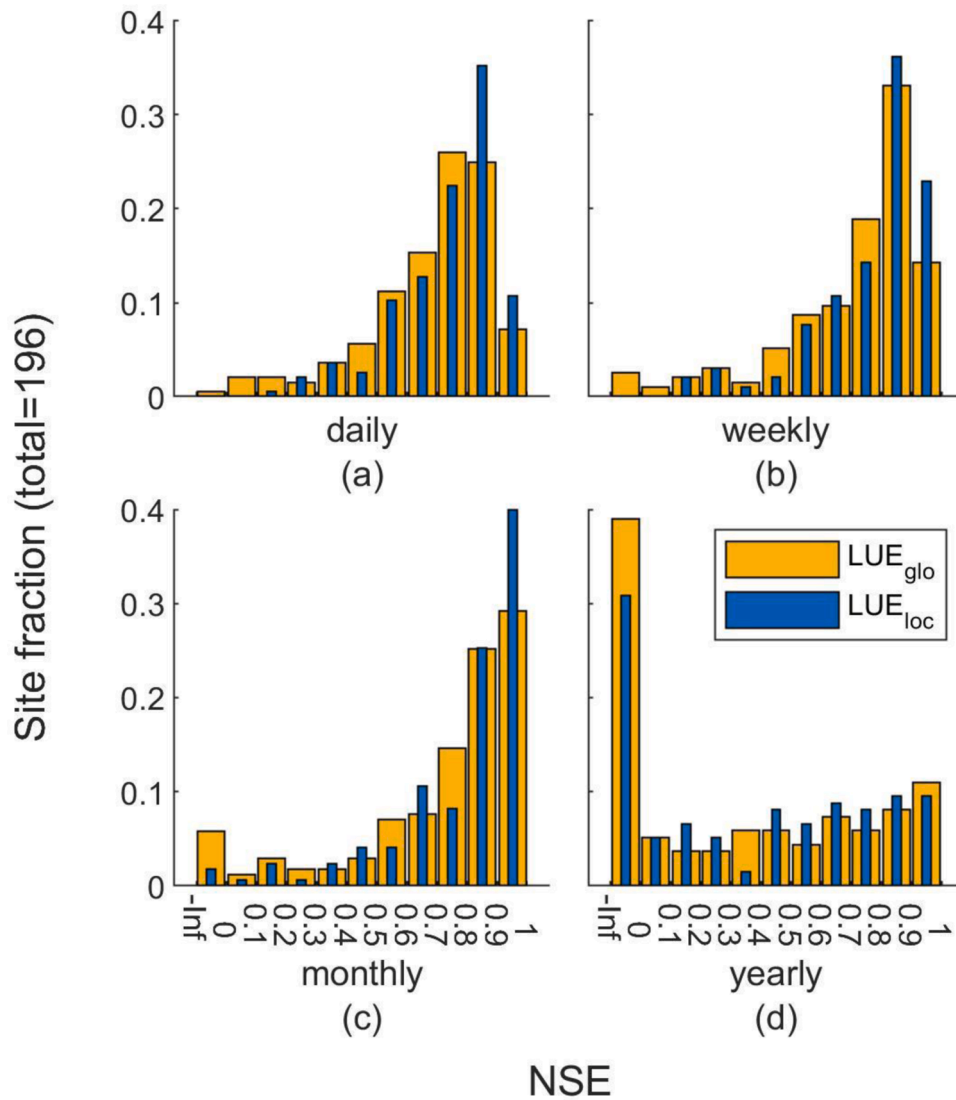 Site fraction (total=196)
0.4
0.3
0.2
0.1
0
daily
(a)
weekly
(b)
0.4
0.3
0.2
0.1
0
-Inf
0
0.1
0.2
0.3
0.4
0.5
0.6
0.7
0.8
0.9
1
monthly
(c)
LUEglo
LUEloc
-Inf
0
0.1
0.2
0.3
0.4
0.5
0.6
0.7
0.8
0.9
1
yearly
(d)
NSE